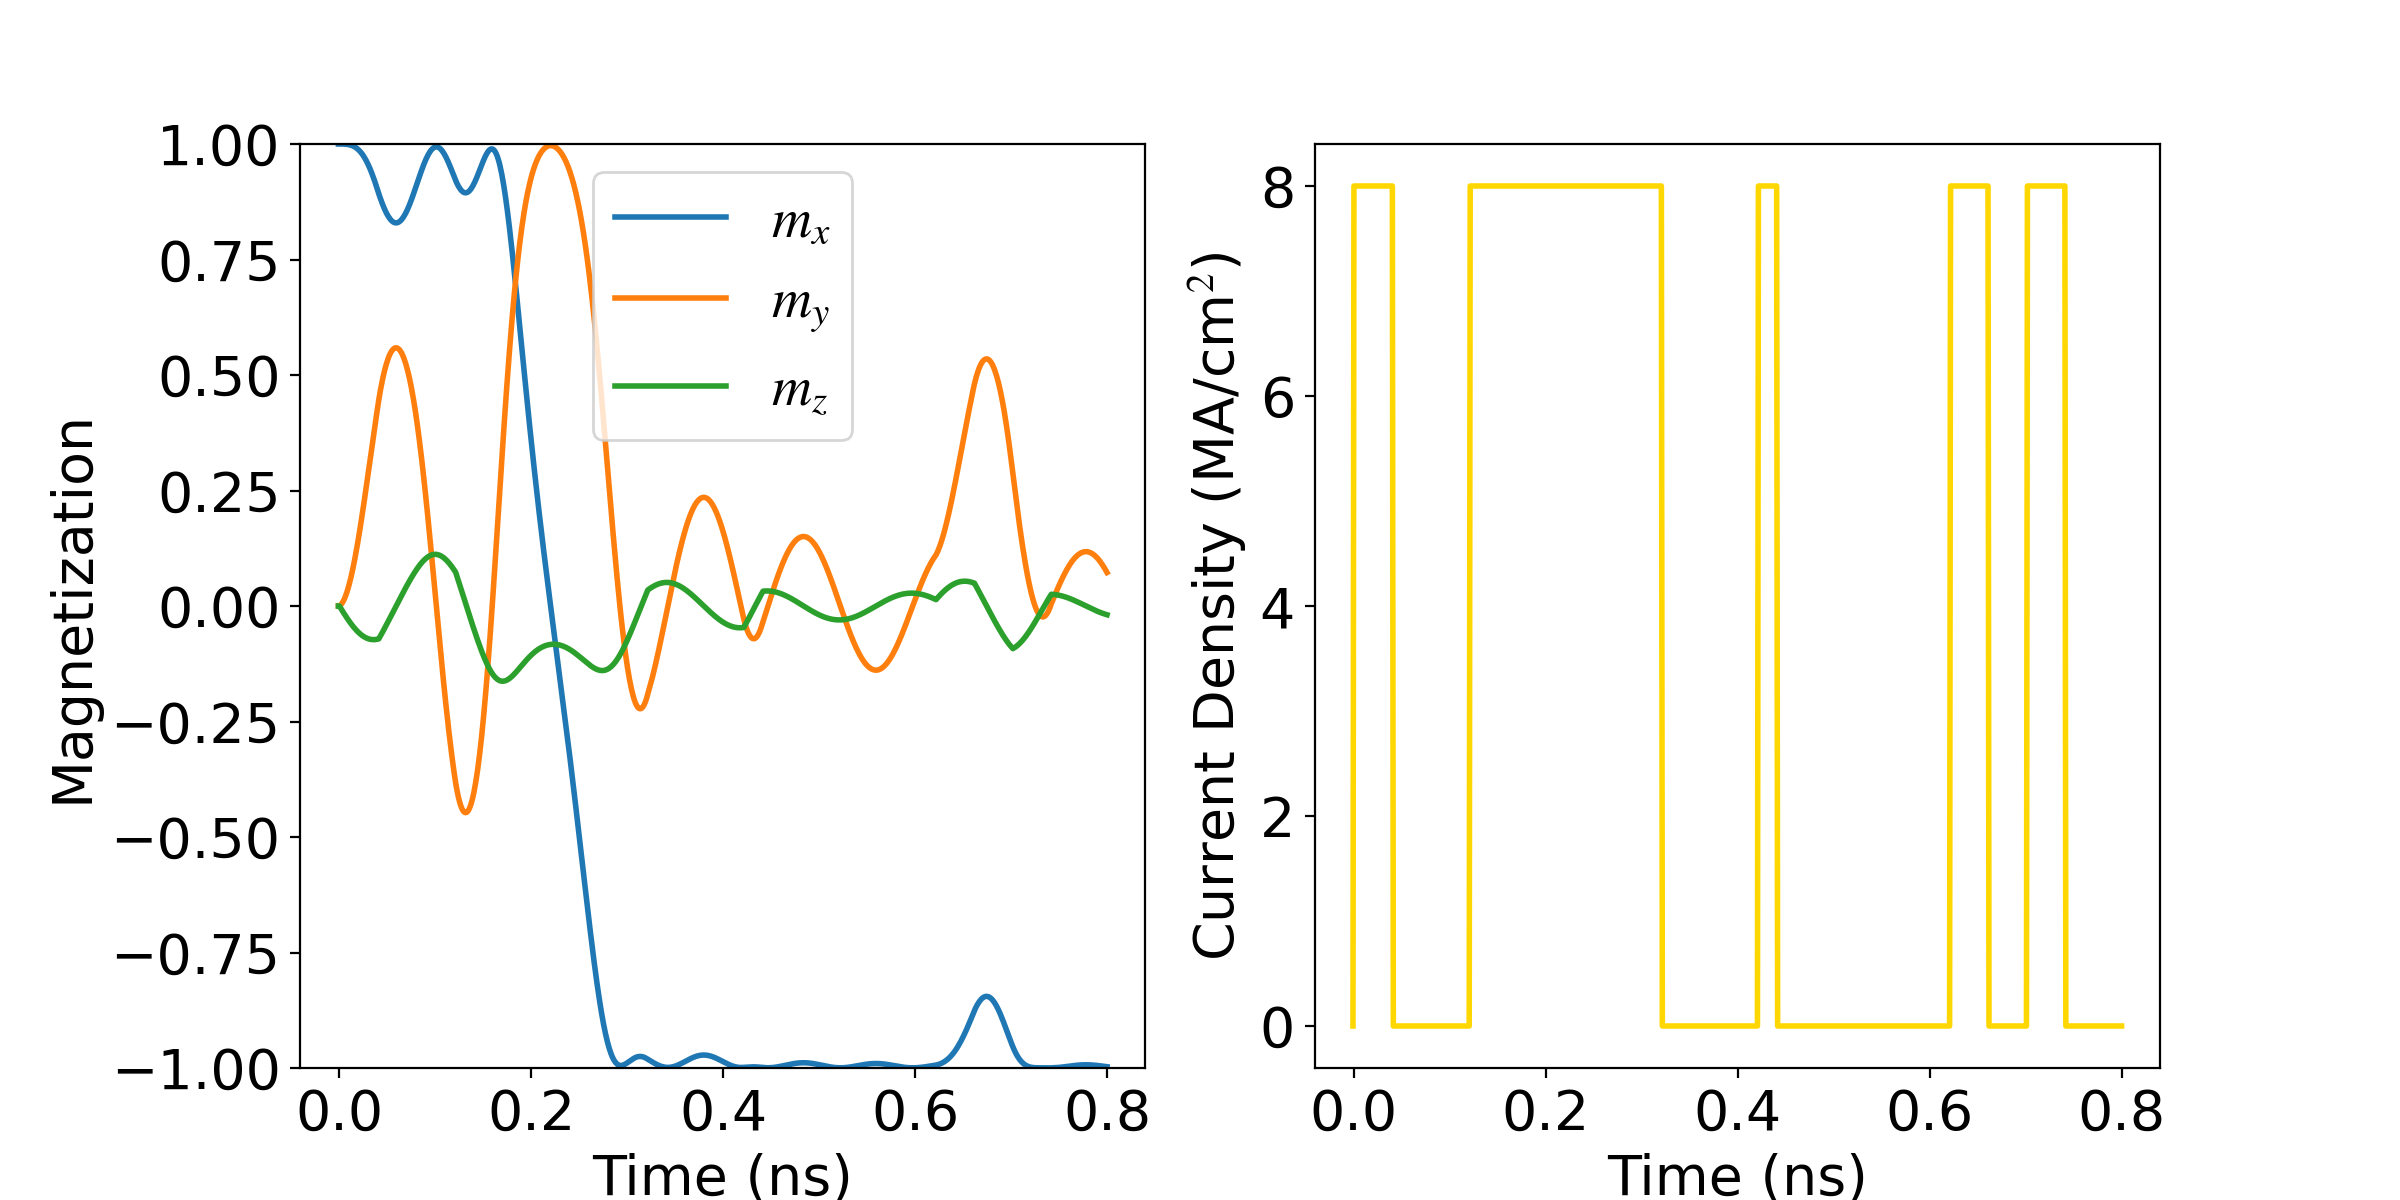 Magnetization
1.00
0.75
0.50
0.25
0.00
−0.25
−0.50
−0.75
−1.00
0.0 0.2 0.4 0.6 0.8
Time (ns)
m_x
m_y
m_z
Current Density (MA/cm²)
8
6
4
2
0
0.0 0.2 0.4 0.6 0.8
Time (ns)